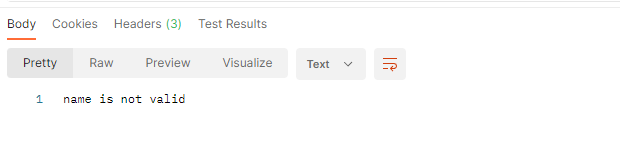 Body Cookies Headers (3) Test Results
Pretty Raw Preview Visualize Text
1 name is not valid